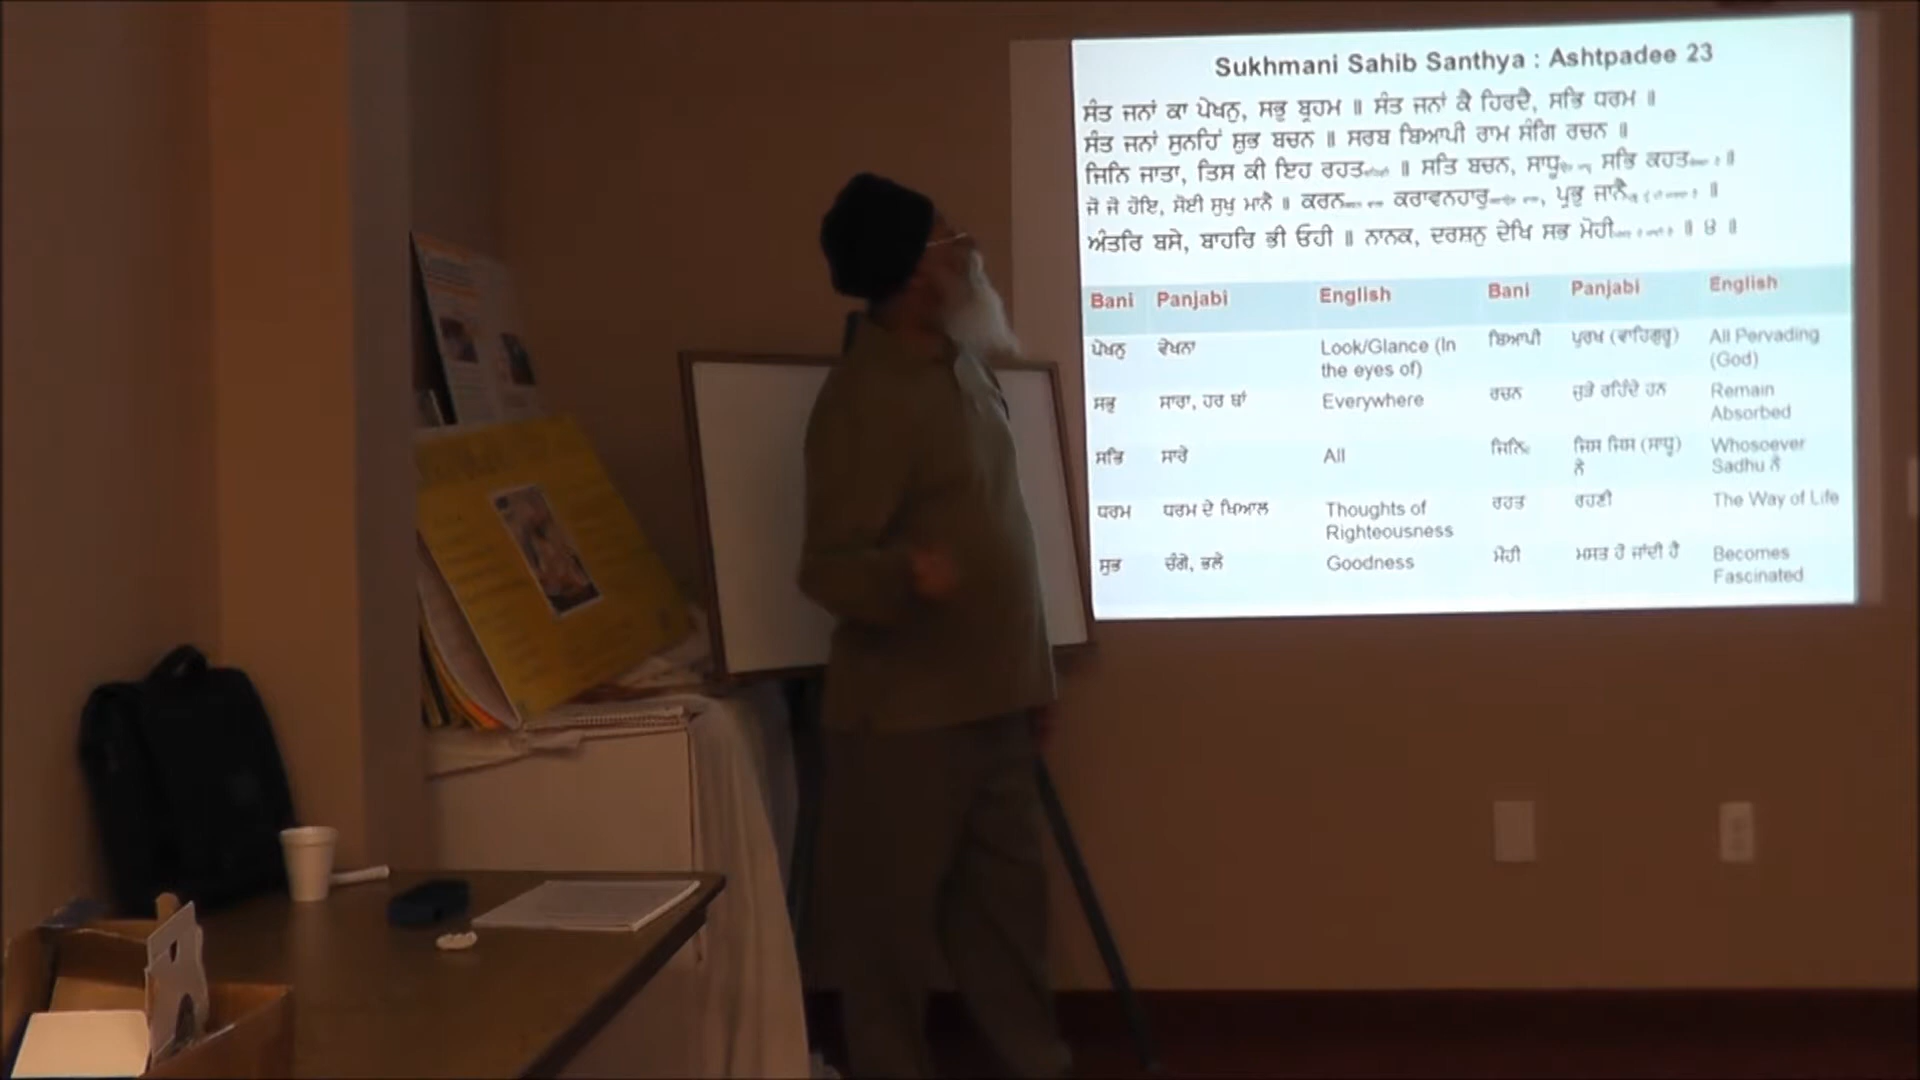 Sukhmani Sahib Santhya : Ashtpadee 23
ਸੰਤ ਜਨਾਂ ਕਾ ਪੇਖਨੁ, ਸਭੁ ਬ੍ਰਹਮ ॥ ਸੰਤ ਜਨਾਂ ਕੈ ਹਿਰਦੈ, ਸਭਿ ਧਰਮ ॥
ਸੰਤ ਜਨਾਂ ਸੁਨਹਿਂ ਸ਼ੁਭ ਬਚਨ ॥ ਸਰਬ ਬਿਆਪੀ ਰਾਮ ਸੰਗਿ ਰਚਨ ॥
ਜਿਨਿ ਜਾਤਾ, ਤਿਸ ਕੀ ਇਹ ਰਹਤ ॥ ਸਤਿ ਬਚਨ, ਸਾਧੂ ਸਭਿ ਕਹਤ ॥
ਜੋ ਜੋ ਹੋਇ, ਸੋਈ ਸੁਖੁ ਮਾਨੈ ॥ ਕਰਨ ਕਰਾਵਨਹਾਰੁ , ਪ੍ਰਭੁ ਜਾਨੈ ॥
ਅੰਤਰਿ ਬਸੇ, ਬਾਹਰਿ ਭੀ ਓਹੀ ॥ ਨਾਨਕ, ਦਰਸਨੁ ਦੇਖਿ ਸਭ ਮੋਹੀ ॥ ੪ ॥
Bani Panjabi English Bani Panjabi English
ਪੇਖਨੁ ਵੇਖਨਾ Look/Glance (In the eyes of) ਬਿਆਪੀ ਪੁਰਖ (ਵਾਹਿਗੁਰੂ) All Pervading (God)
ਸਭੁ ਸਾਰਾ, ਹਰ ਥਾਂ Everywhere ਰਚਨ ਜੁੜੇ ਰਹਿੰਦੇ ਹਨ Remain Absorbed
ਸਭਿ ਸਾਰੇ All ਜਿਨਿ ਜਿਸ ਜਿਸ (ਸਾਧੂ) ਨੇ Whosoever Sadhu ਨੇ
ਧਰਮ ਧਰਮ ਦੇ ਖਿਆਲ Thoughts of Righteousness ਰਹਤ ਰਹਣੀ The Way of Life
ਸੁਭ ਚੰਗੇ, ਭਲੇ Goodness ਮੋਹੀ ਮਸਤ ਹੋ ਜਾਂਦੀ ਹੈ Becomes Fascinated